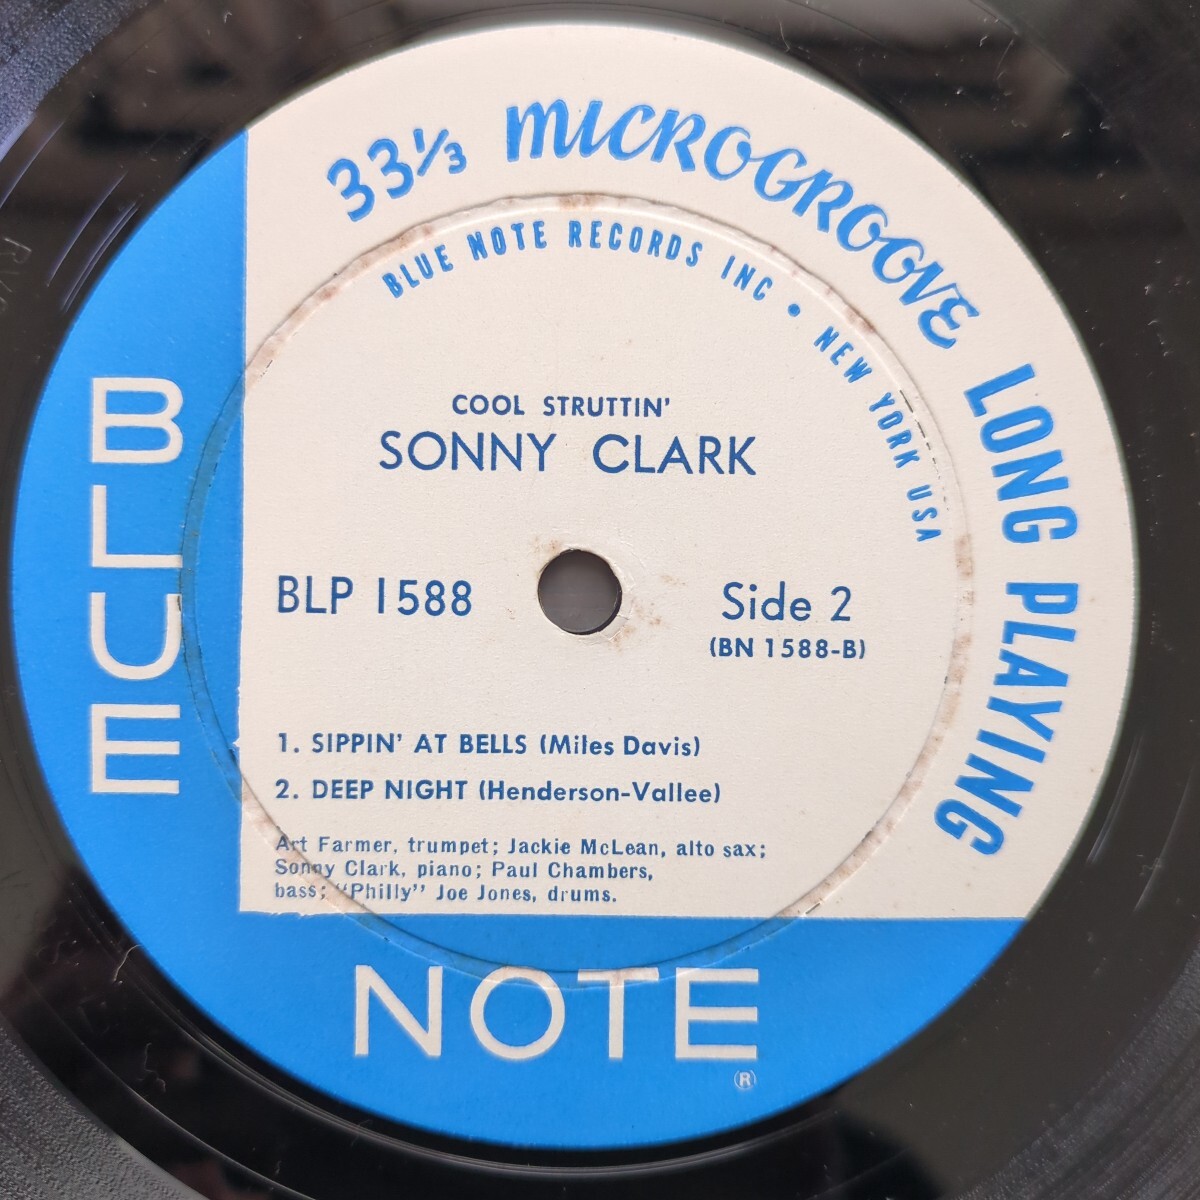 33⅓ MICROGROOVE LONG PLAYING
BLUE NOTE RECORDS INC • NEW YORK USA
COOL STRUTTIN'
SONNY CLARK
BLP 1588
Side 2
(BN 1588-B)
1. SIPPIN' AT BELLS (Miles Davis)
2. DEEP NIGHT (Henderson-Vallee)
Art Farmer, trumpet; Jackie McLean, alto sax;
Sonny Clark, piano; Paul Chambers,
bass; "Philly" Joe Jones, drums.
BLUE
NOTE
®